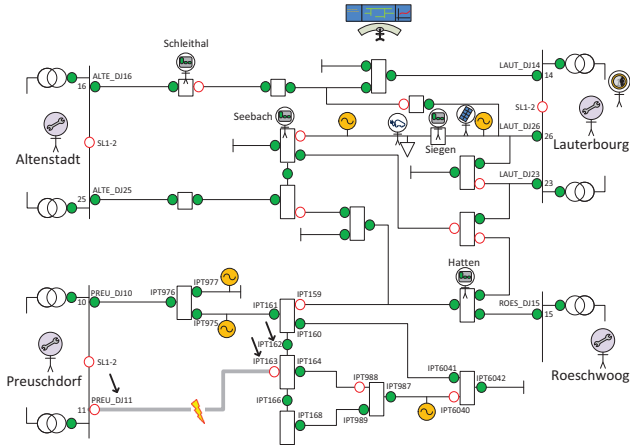 Schleithal
ALTE_DJ16
16
LAUT_DJ14
14
SL1-2
Seebach
LAUT_DJ26
26
Siegen
Altenstadt
SL1-2
Lauterbourg
LAUT_DJ23
23
ALTE_DJ25
25
Hatten
PREU_DJ10
10
IPT976
IPT977
IPT975
IPT161
IPT159
IPT160
ROES_DJ15
15
IPT162
IPT163
IPT164
SL1-2
Preuschdorf
Roeschwoog
IPT988
IPT6041
IPT6042
PREU_DJ11
11
IPT166
IPT987
IPT6040
IPT168
IPT989